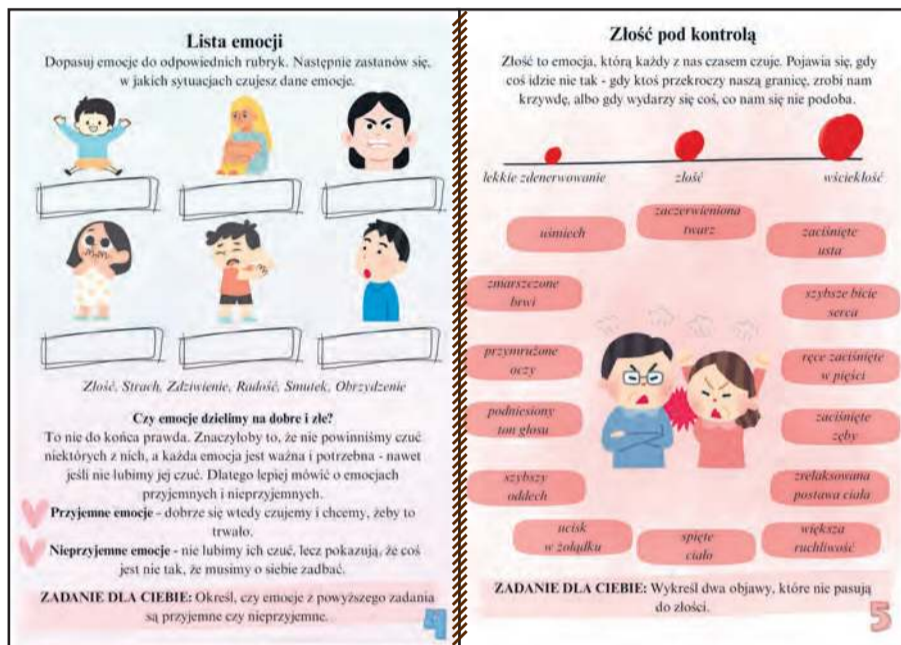 Lista emocji
Dopasuj emocje do odpowiednich rubryk. Następnie zastanów się,
w jakich sytuacjach czujesz dane emocje.
Złość, Strach, Zdziwienie, Radość, Smutek, Obrzydzenie
Czy emocje dzielimy na dobre i złe?
To nie do końca prawda. Znaczyłoby to, że nie powinniśmy czuć
niektórych z nich, a każda emocja jest ważna i potrzebna - nawet
jeśli nie lubimy jej czuć. Dlatego lepiej mówić o emocjach
przyjemnych i nieprzyjemnych.
Przyjemne emocje - dobrze się wtedy czujemy i chcemy, żeby to
trwało.
Nieprzyjemne emocje - nie lubimy ich czuć, lecz pokazują, że coś
jest nie tak, że musimy o siebie zadbać.
ZADANIE DLA CIEBIE: Określ, czy emocje z powyższego zadania
są przyjemne czy nieprzyjemne.
4
Złość pod kontrolą
Złość to emocja, którą każdy z nas czasem czuje. Pojawia się, gdy
coś idzie nie tak - gdy ktoś przekroczy naszą granicę, zrobi nam
krzywdę, albo gdy wydarzy się coś, co nam się nie podoba.
lekkie zdenerwowanie
złość
wściekłość
uśmiech
zaczerwieniona
twarz
zaciśnięte
usta
zmarszczone
brwi
szybsze bicie
serca
przymrużone
oczy
ręce zaciśnięte
w pięści
podniesiony
ton głosu
zaciśnięte
zęby
szybszy
oddech
zrelaksowana
postawa ciała
ucisk
w żołądku
spięte
ciało
większa
ruchliwość
ZADANIE DLA CIEBIE: Wykreśl dwa objawy, które nie pasują
do złości.
5